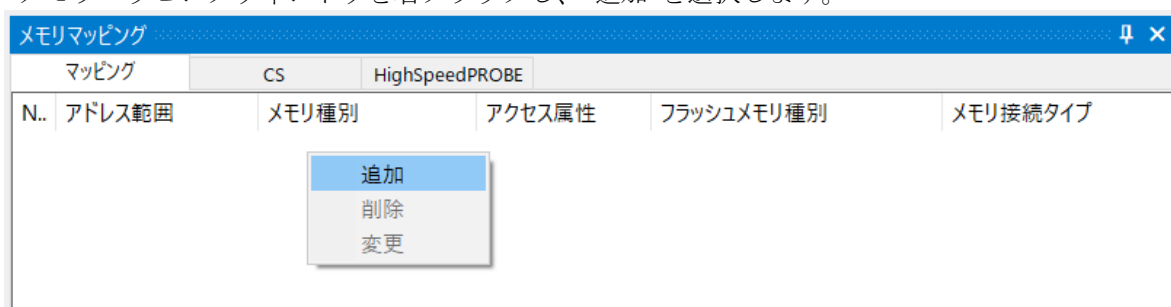 メモリマッピング
マッピング CS HighSpeedPROBE
N.. アドレス範囲 メモリ種別 アクセス属性 フラッシュメモリ種別 メモリ接続タイプ
追加
削除
変更